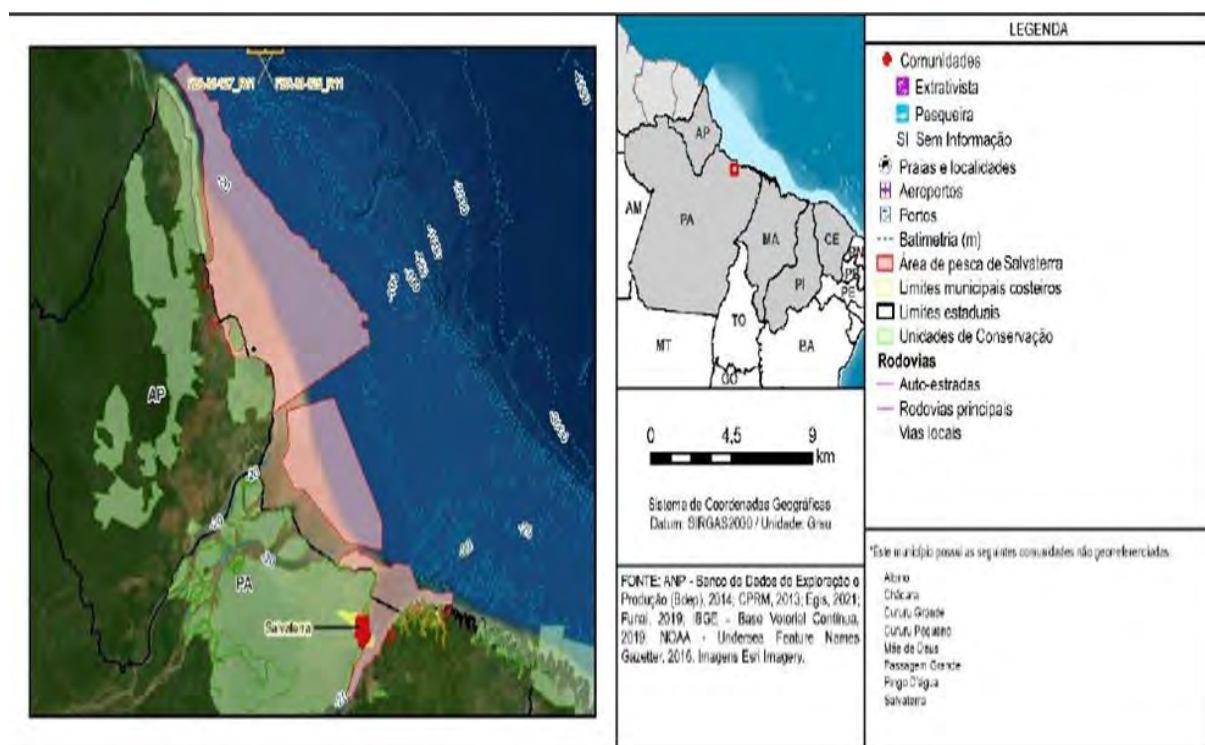 AP
PA
Salvaterra
AP
AM
PA
MA
CE
PI
TO
MT
BA
GO
0 4,5 9
km
Sistema de Coordenadas Geográficas
Datum: SIRGAS2000 / Unidade: Grau
FONTE: ANP - Banco de Dados de Exploração e
Produção (Bdep), 2014; CPRM, 2013; Egis, 2021;
Funai, 2019; IBGE - Base Vetorial Contínua,
2019; NOAA - Undersea Feature Names
Gazetter, 2016. Imagens Esri Imagery.
LEGENDA
Comunidades
Extrativista
Pesqueira
SI Sem Informação
Praias e localidades
Aeroportos
Portos
Batimetria (m)
Área de pesca de Salvaterra
Limites municipais costeiros
Limites estaduais
Unidades de Conservação
Rodovias
Auto-estradas
Rodovias principais
Vias locais
*Este município possui as seguintes comunidades não georreferenciadas
Chácara
Cururu Grande
Cururu Pequeno
Mãe de Deus
Passagem Grande
Pingo D'água
Salvaterra